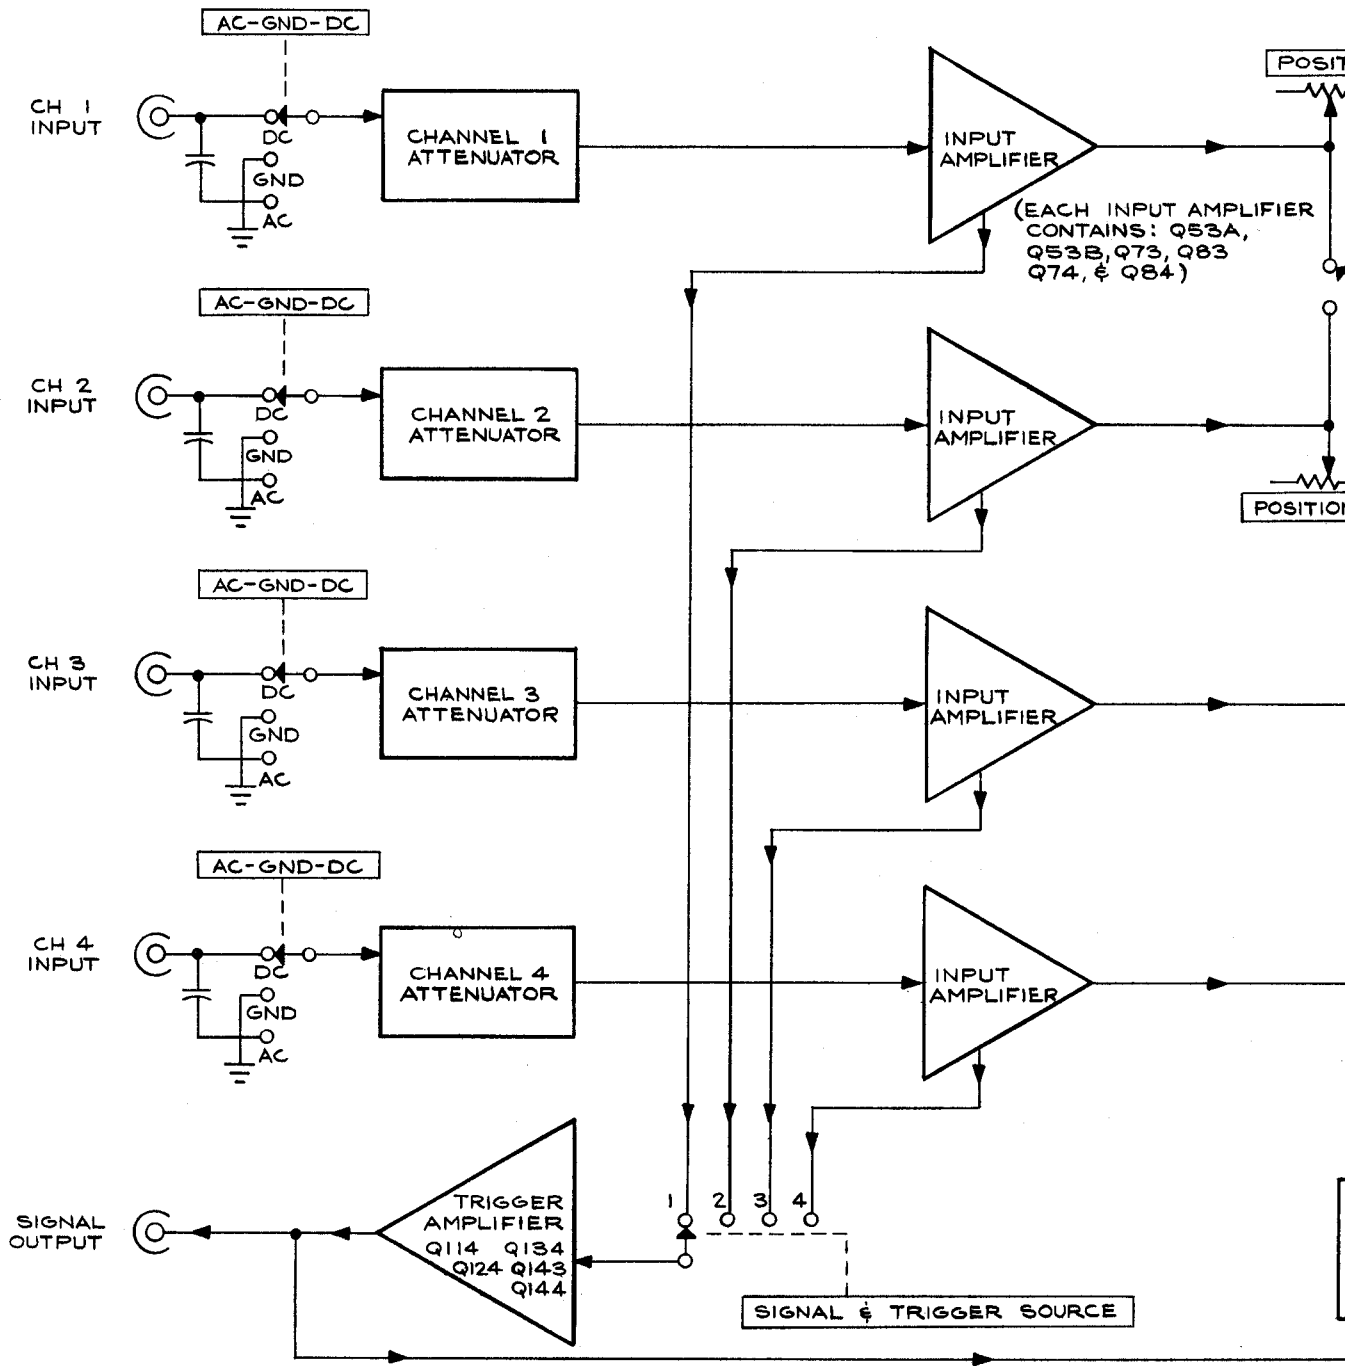 AC-GND-DC
CH 1
INPUT
DC
GND
AC
CHANNEL 1
ATTENUATOR
INPUT
AMPLIFIER
(EACH INPUT AMPLIFIER
CONTAINS: Q53A,
Q53B, Q73, Q83
Q74, & Q84)
POSIT
AC-GND-DC
CH 2
INPUT
DC
GND
AC
CHANNEL 2
ATTENUATOR
INPUT
AMPLIFIER
POSITION
AC-GND-DC
CH 3
INPUT
DC
GND
AC
CHANNEL 3
ATTENUATOR
INPUT
AMPLIFIER
AC-GND-DC
CH 4
INPUT
DC
GND
AC
CHANNEL 4
ATTENUATOR
INPUT
AMPLIFIER
SIGNAL
OUTPUT
TRIGGER
AMPLIFIER
Q114 Q134
Q124 Q143
Q144
1 2 3 4
SIGNAL & TRIGGER SOURCE